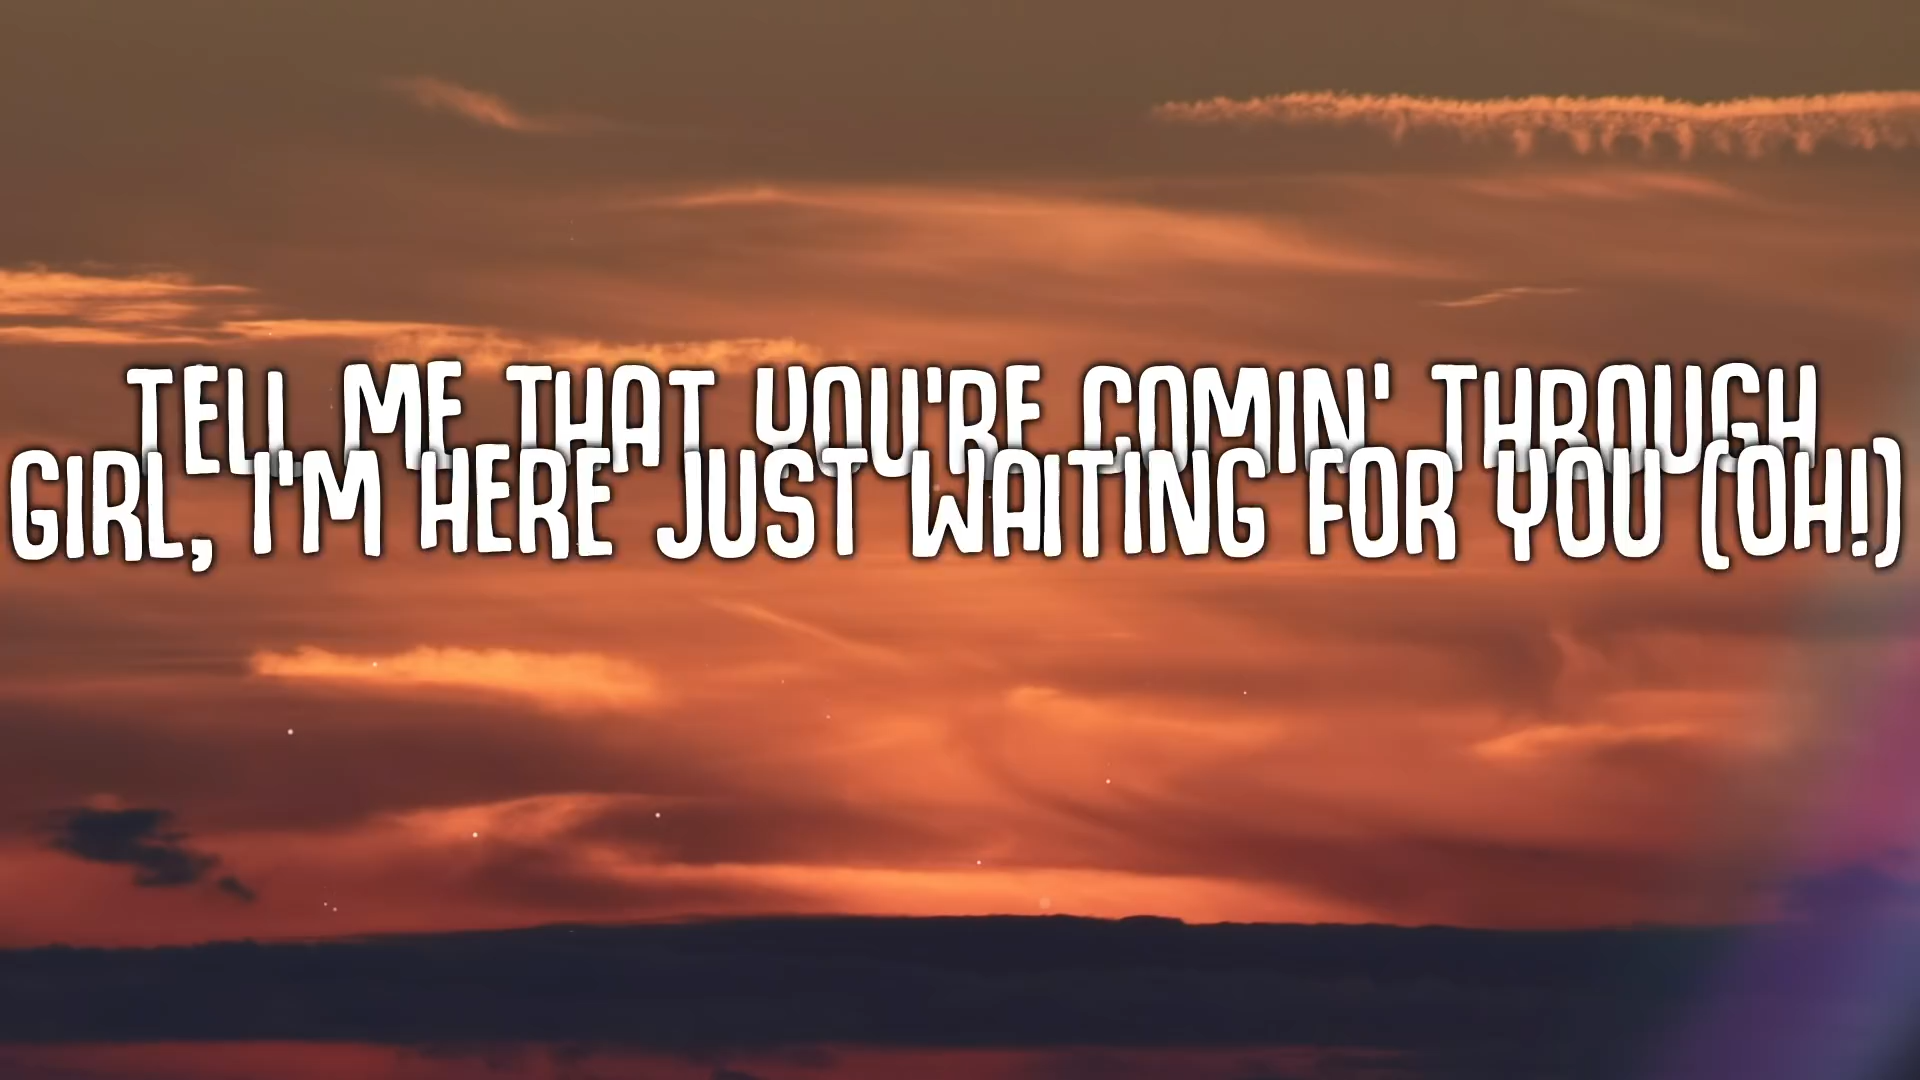 TELL ME THAT YOU'RE COMIN' THROUGH
GIRL, I'M HERE JUST WAITING FOR YOU (OH!)